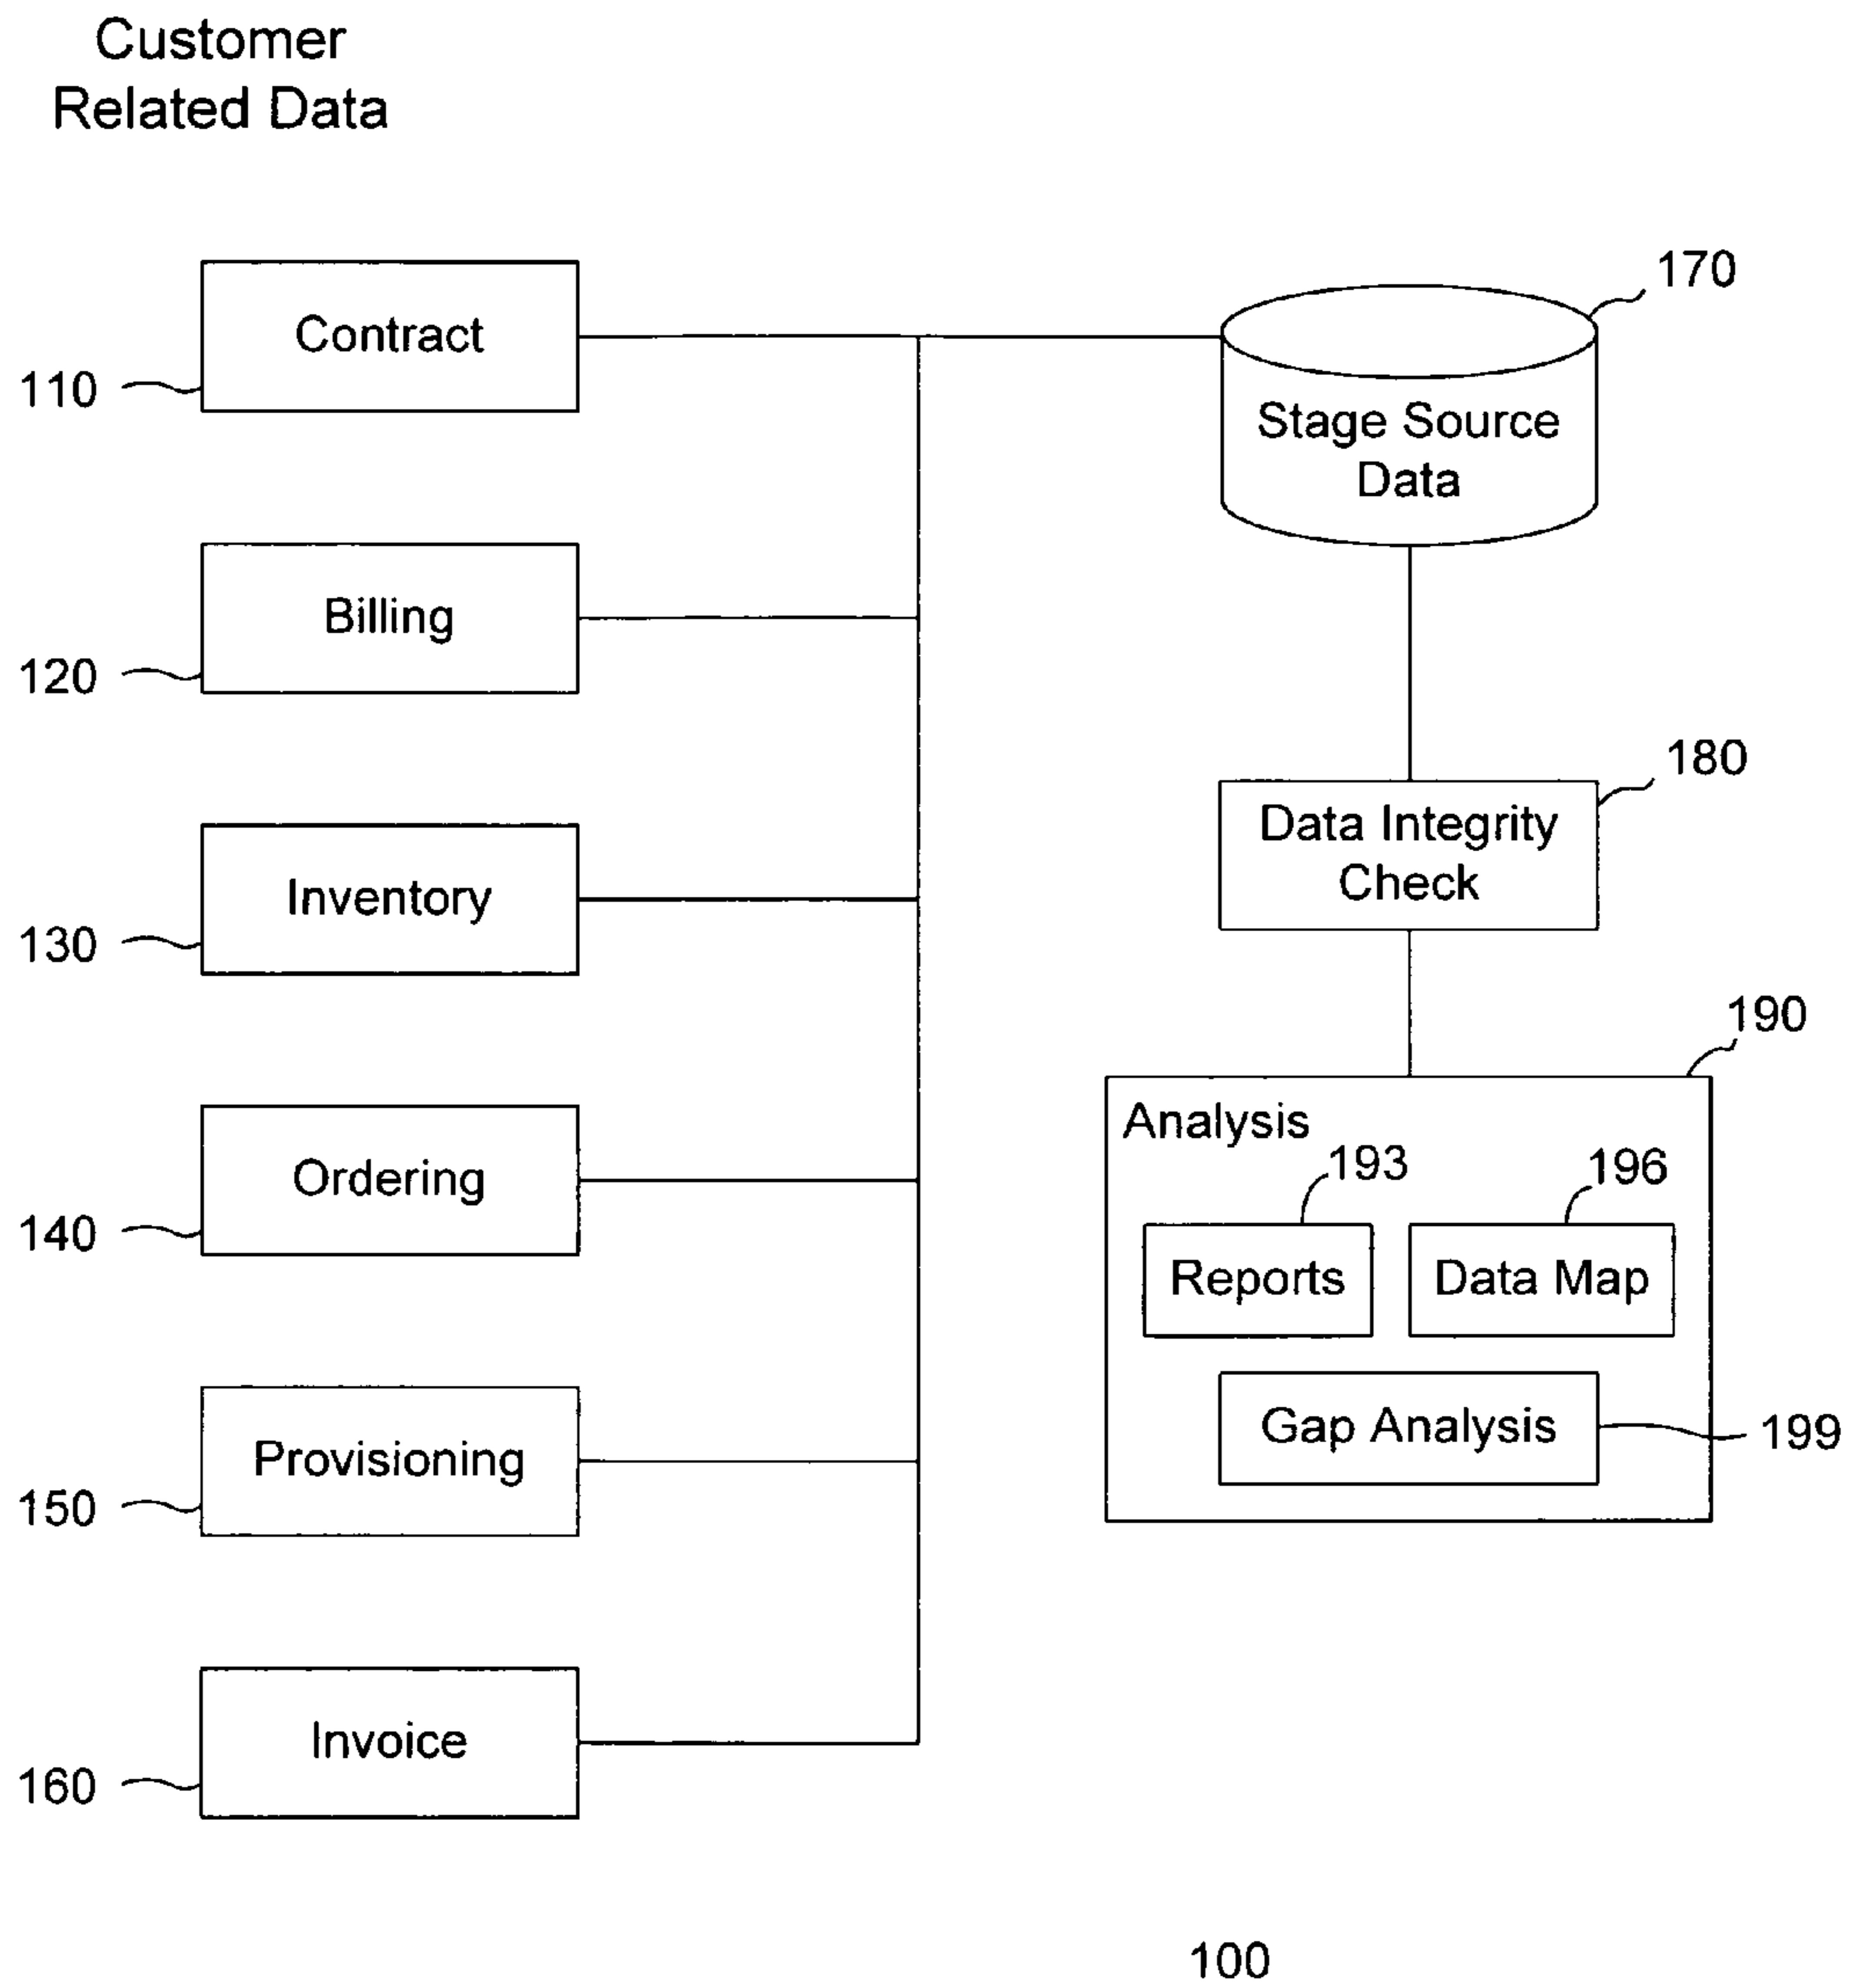 Customer
Related Data
Contract
110
Billing
120
Inventory
130
Ordering
140
Provisioning
150
Invoice
160
170
Stage Source
Data
180
Data Integrity
Check
190
Analysis
193
196
Reports
Data Map
Gap Analysis
199
100